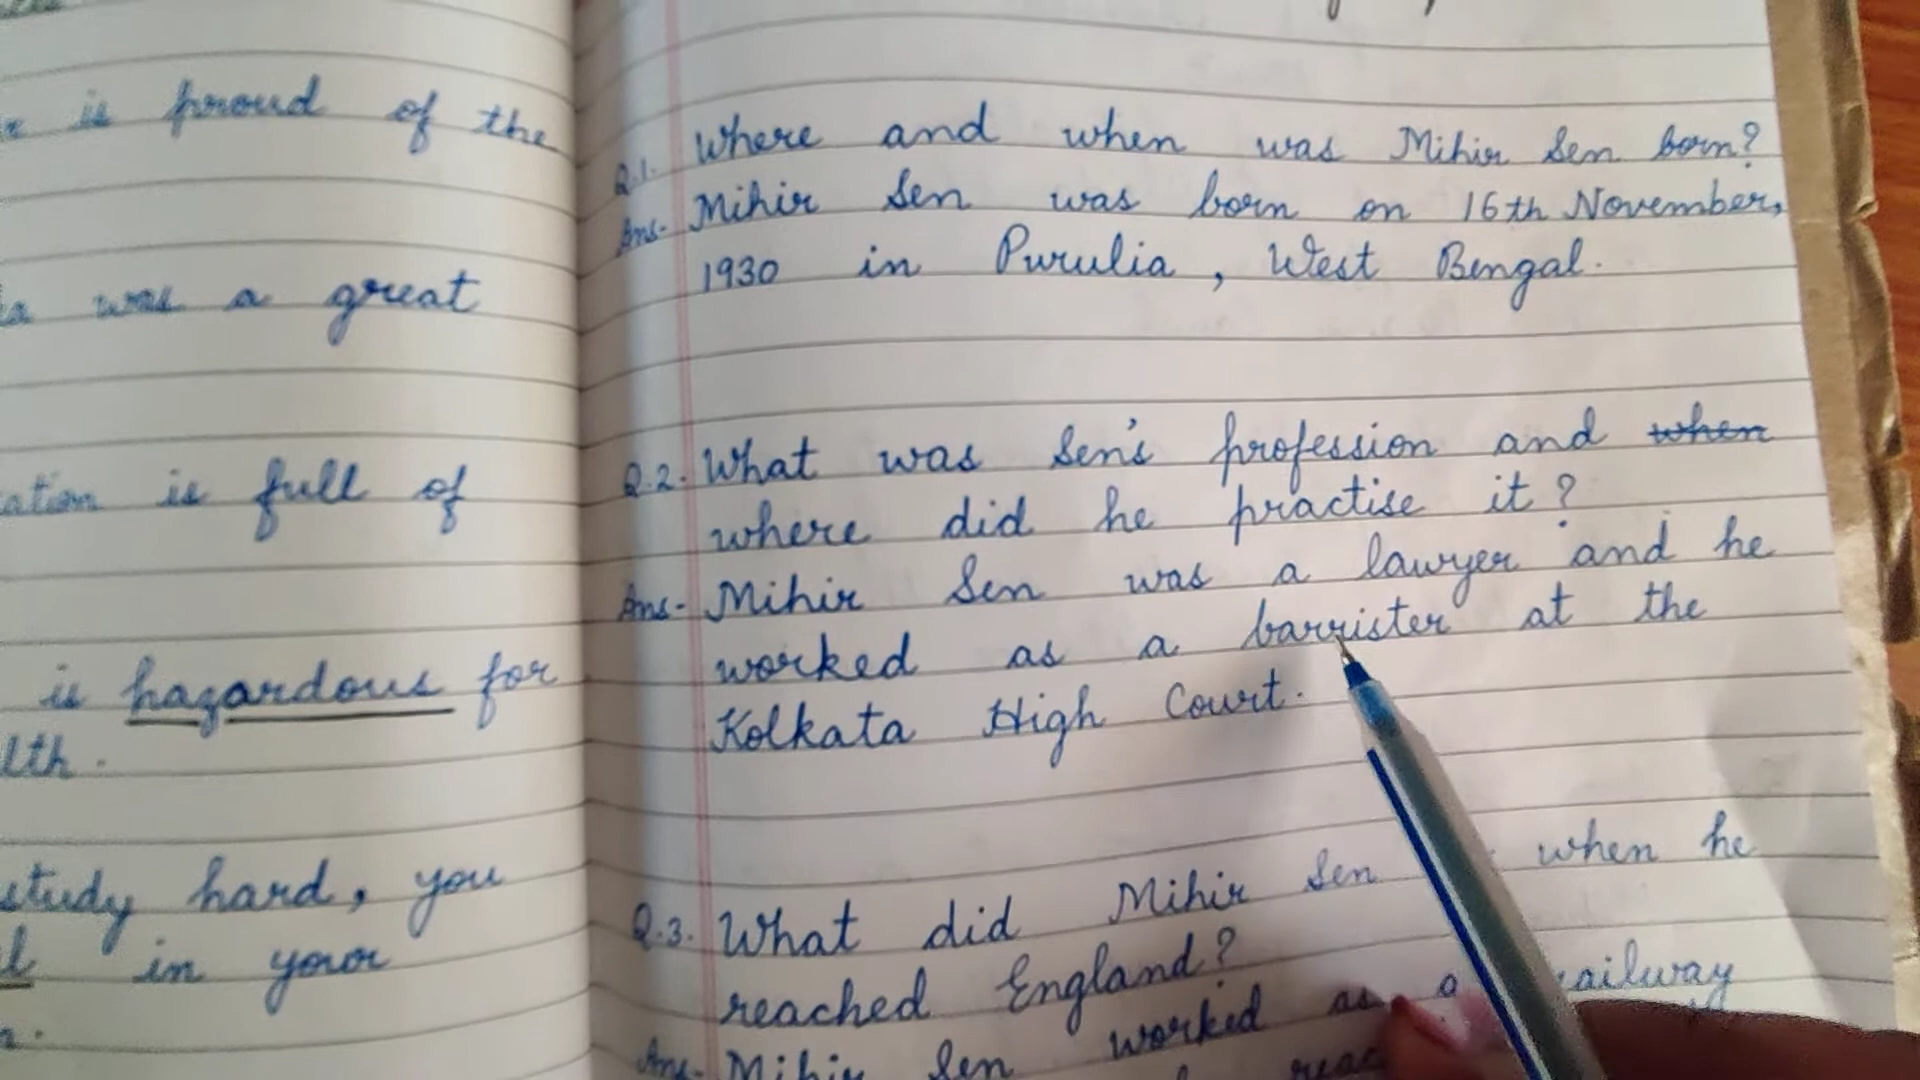 is proud of the
was a great
is full of
is hazardous for
study hard, you
in your
Q.1. Where and when was Mihir Sen born?
Ans- Mihir Sen was born on 16th November,
1930 in Purulia, West Bengal.
Q.2. What was Sen's profession and when
where did he practise it?
Ans- Mihir Sen was a lawyer and he
worked as a barrister at the
Kolkata High Court.
Q.3. What did Mihir Sen when he
reached England?
Ans- Mihir Sen worked as a railway